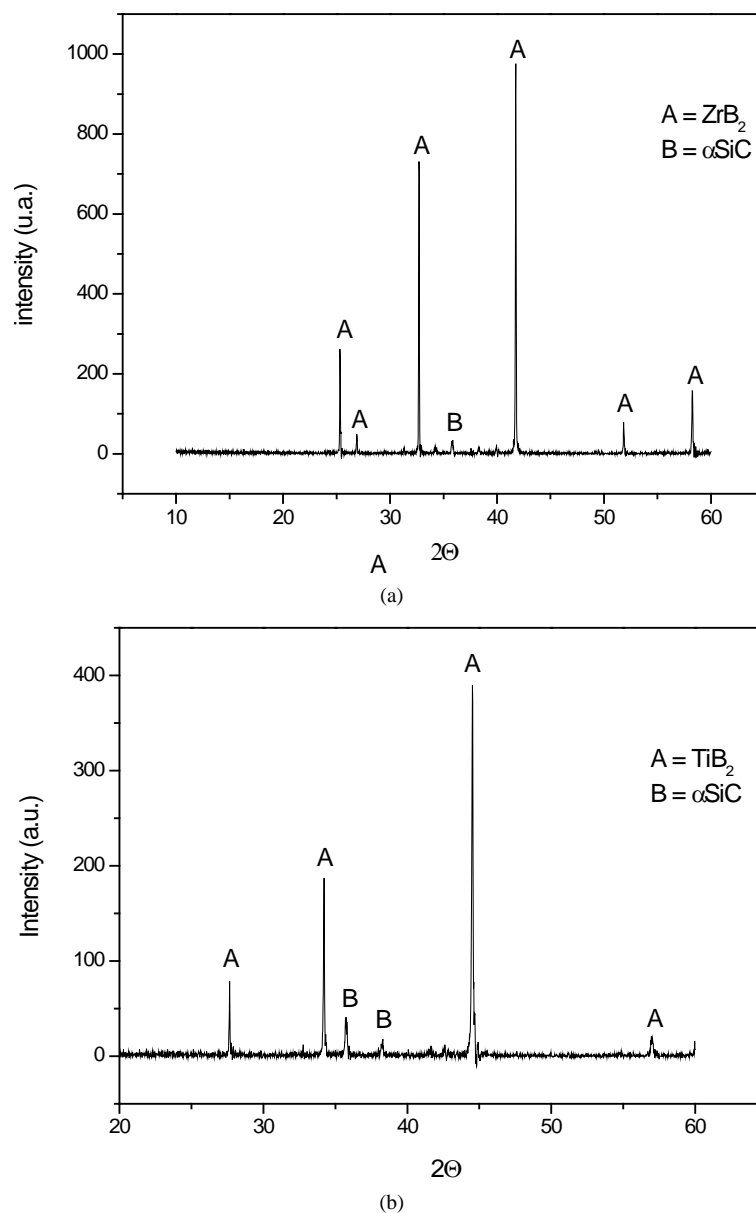 1000
800
600
400
200
0
intensity (u.a.)
A
A
A
A
B
A
A
A = ZrB₂
B = αSiC
10 20 30 40 50 60
2Θ
A
(a)
400
300
200
100
0
Intensity (a.u.)
A
A
A
B
B
A
A = TiB₂
B = αSiC
20 30 40 50 60
2Θ
(b)